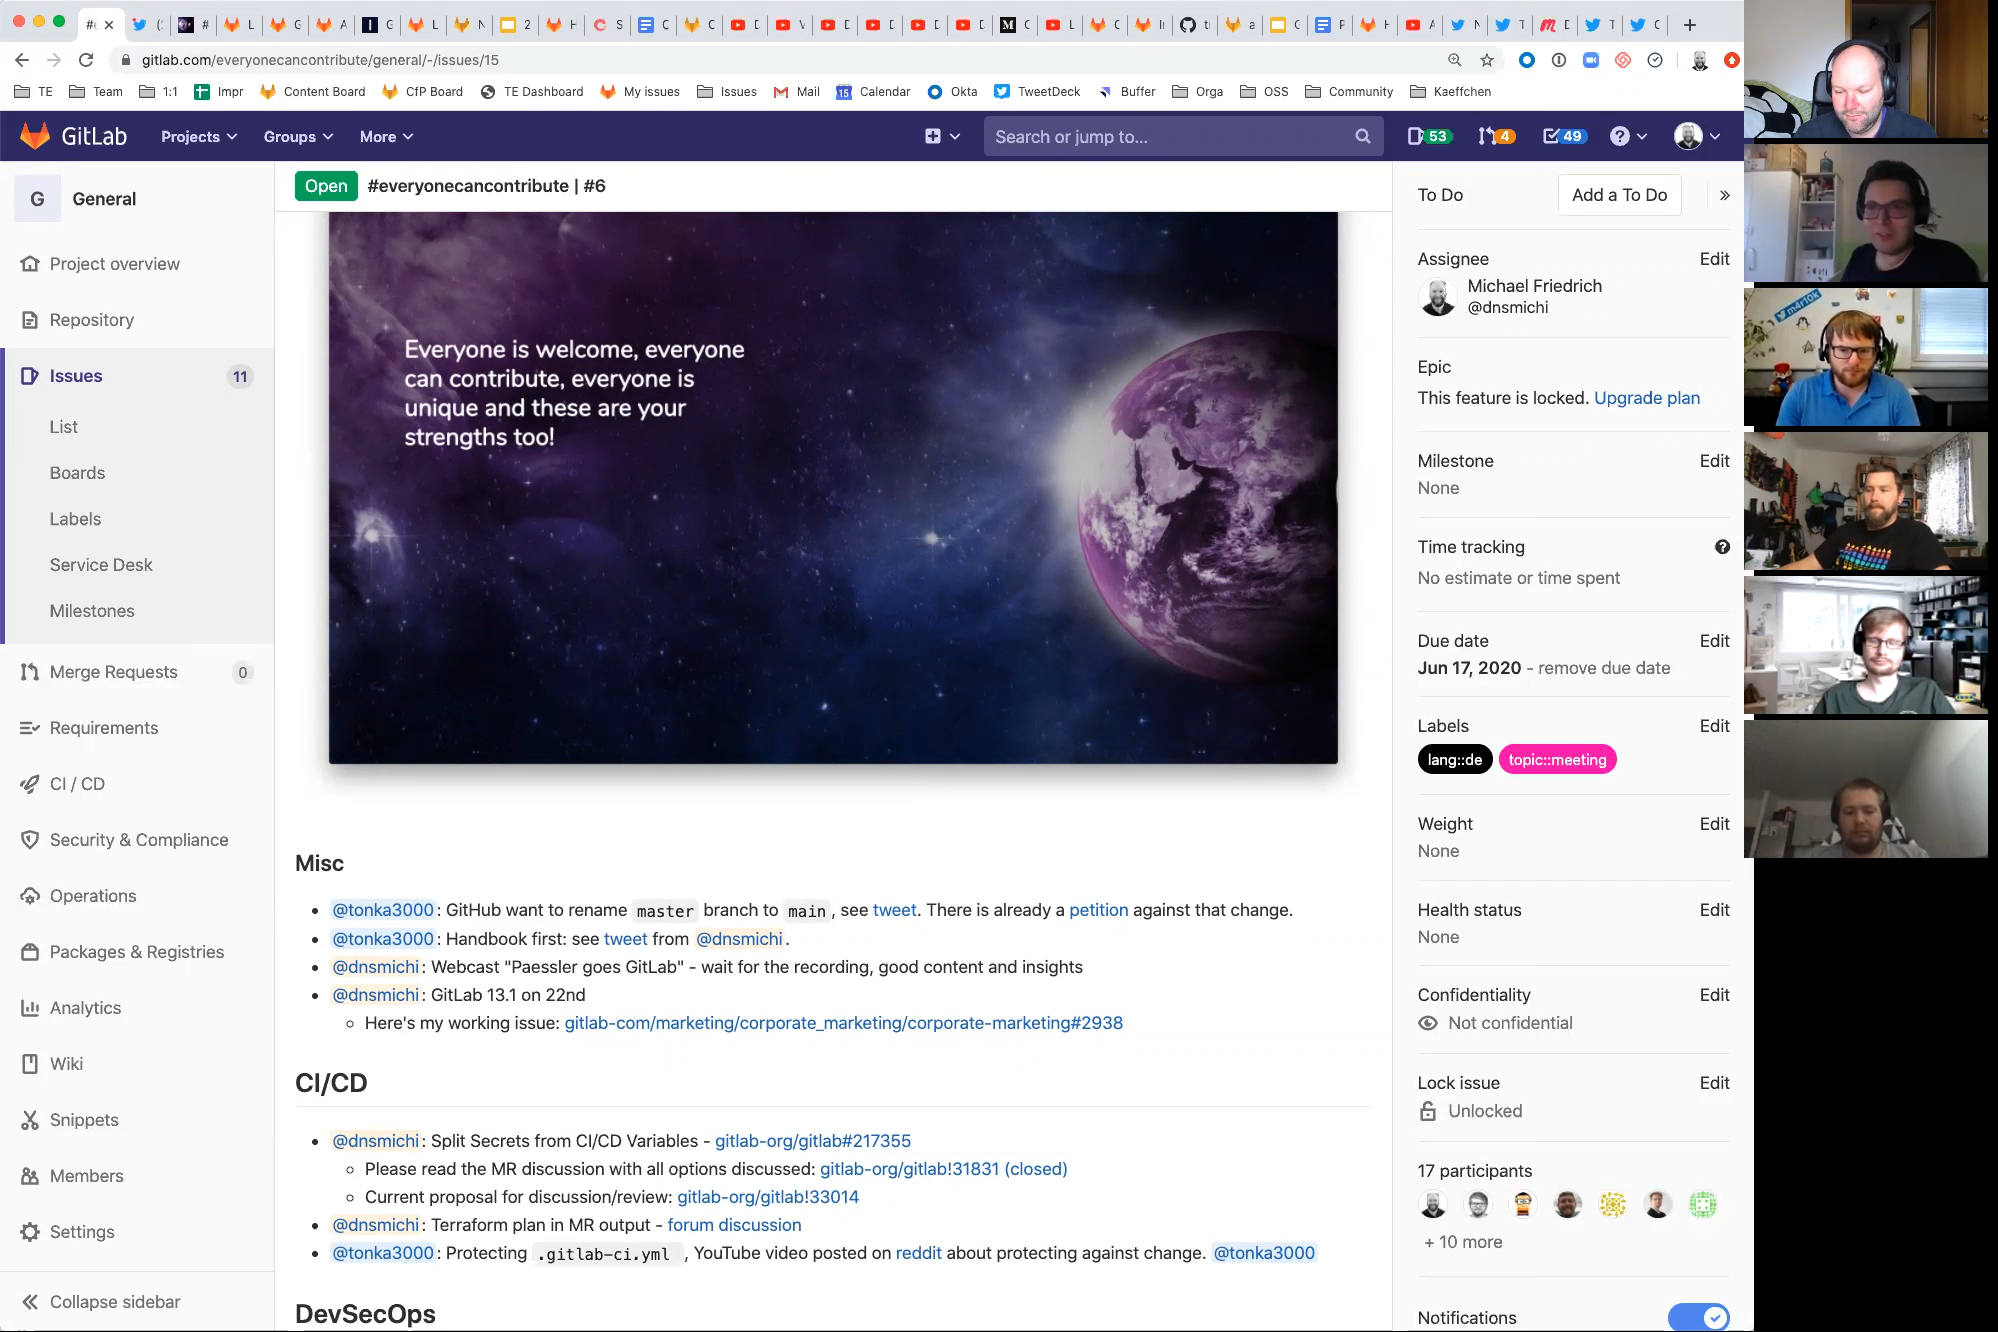 gitlab.com/everyonecancontribute/general/-/issues/15
TE Team 1:1 Impr Content Board CfP Board TE Dashboard My issues Issues Mail Calendar Okta TweetDeck Buffer Orga OSS Community Kaeffchen
GitLab Projects Groups More Search or jump to... 53 4 49
G General
Project overview
Repository
Issues 11
List
Boards
Labels
Service Desk
Milestones
Merge Requests 0
Requirements
CI / CD
Security & Compliance
Operations
Packages & Registries
Analytics
Wiki
Snippets
Members
Settings
Collapse sidebar
Open #everyonecancontribute | #6
Everyone is welcome, everyone
can contribute, everyone is
unique and these are your
strengths too!
Misc
@tonka3000: GitHub want to rename master branch to main, see tweet. There is already a petition against that change.
@tonka3000: Handbook first: see tweet from @dnsmichi.
@dnsmichi: Webcast "Paessler goes GitLab" - wait for the recording, good content and insights
@dnsmichi: GitLab 13.1 on 22nd
Here's my working issue: gitlab-com/marketing/corporate_marketing/corporate-marketing#2938
CI/CD
@dnsmichi: Split Secrets from CI/CD Variables - gitlab-org/gitlab#217355
Please read the MR discussion with all options discussed: gitlab-org/gitlab!31831 (closed)
Current proposal for discussion/review: gitlab-org/gitlab!33014
@dnsmichi: Terraform plan in MR output - forum discussion
@tonka3000: Protecting .gitlab-ci.yml , YouTube video posted on reddit about protecting against change. @tonka3000
DevSecOps
To Do Add a To Do
Assignee Edit
Michael Friedrich
@dnsmichi
Epic
This feature is locked. Upgrade plan
Milestone Edit
None
Time tracking
No estimate or time spent
Due date Edit
Jun 17, 2020 - remove due date
Labels Edit
lang::de topic::meeting
Weight Edit
None
Health status Edit
None
Confidentiality Edit
Not confidential
Lock issue Edit
Unlocked
17 participants
+ 10 more
Notifications